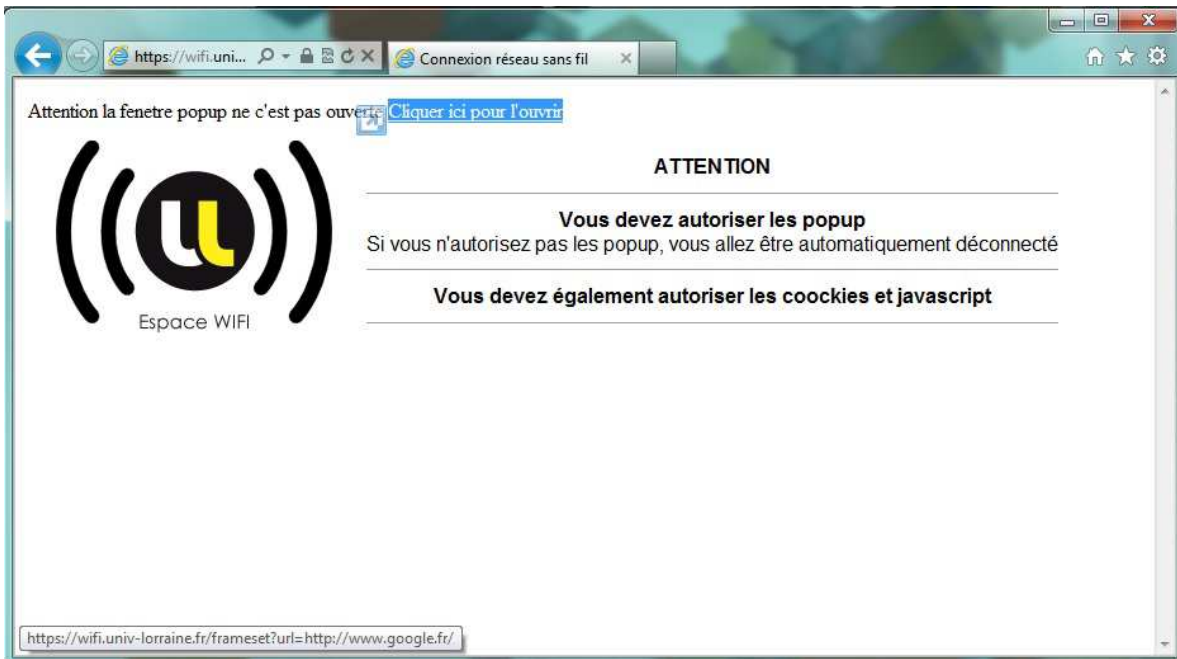 https://wifi.uni...
Connexion réseau sans fil
Attention la fenetre popup ne c'est pas ouverte Cliquer ici pour l'ouvrir
ATTENTION
Vous devez autoriser les popup
Si vous n'autorisez pas les popup, vous allez être automatiquement déconnecté
Vous devez également autoriser les coockies et javascript
Espace WIFI
https://wifi.univ-lorraine.fr/frameset?url=http://www.google.fr/